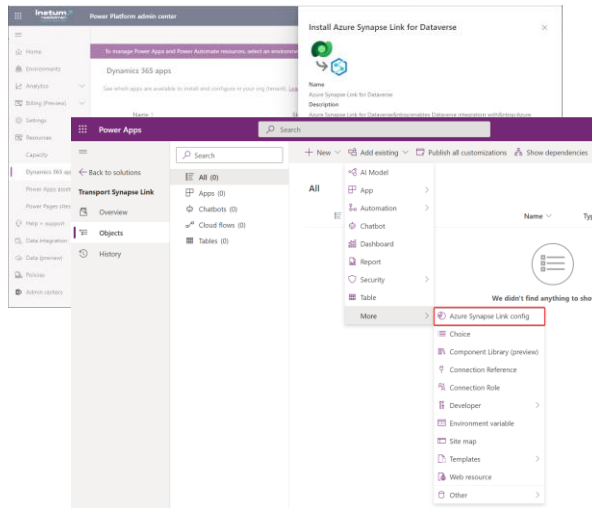 Inetum
Power Platform admin center
Install Azure Synapse Link for Dataverse
Home
Environments
Analytics
Billing (Preview)
Settings
Resources
Capacity
Dynamics 365 ap
Power Apps
Power Pages sites
Help + support
Data integration
Data (preview)
Policies
Admin centers
To manage Power Apps and Power Automate resources, select an environme
Dynamics 365 apps
See which apps are available to install and configure in your org (tenant).
Name
Name
Azure Synapse Link for Dataverse
Description
Power Apps
Search
Back to solutions
Transport Synapse Link
Overview
Objects
History
Search
All (0)
Apps (0)
Chatbots (0)
Cloud flows (0)
Tables (0)
New
Add existing
Publish all customizations
Show dependencies
All
Name
Typ
We didn't find anything to sho
AI Model
App
Automation
Chatbot
Dashboard
Report
Security
Table
More
Azure Synapse Link config
Choice
Component Library (preview)
Connection Reference
Connection Role
Developer
Environment variable
Site map
Templates
Web resource
Other